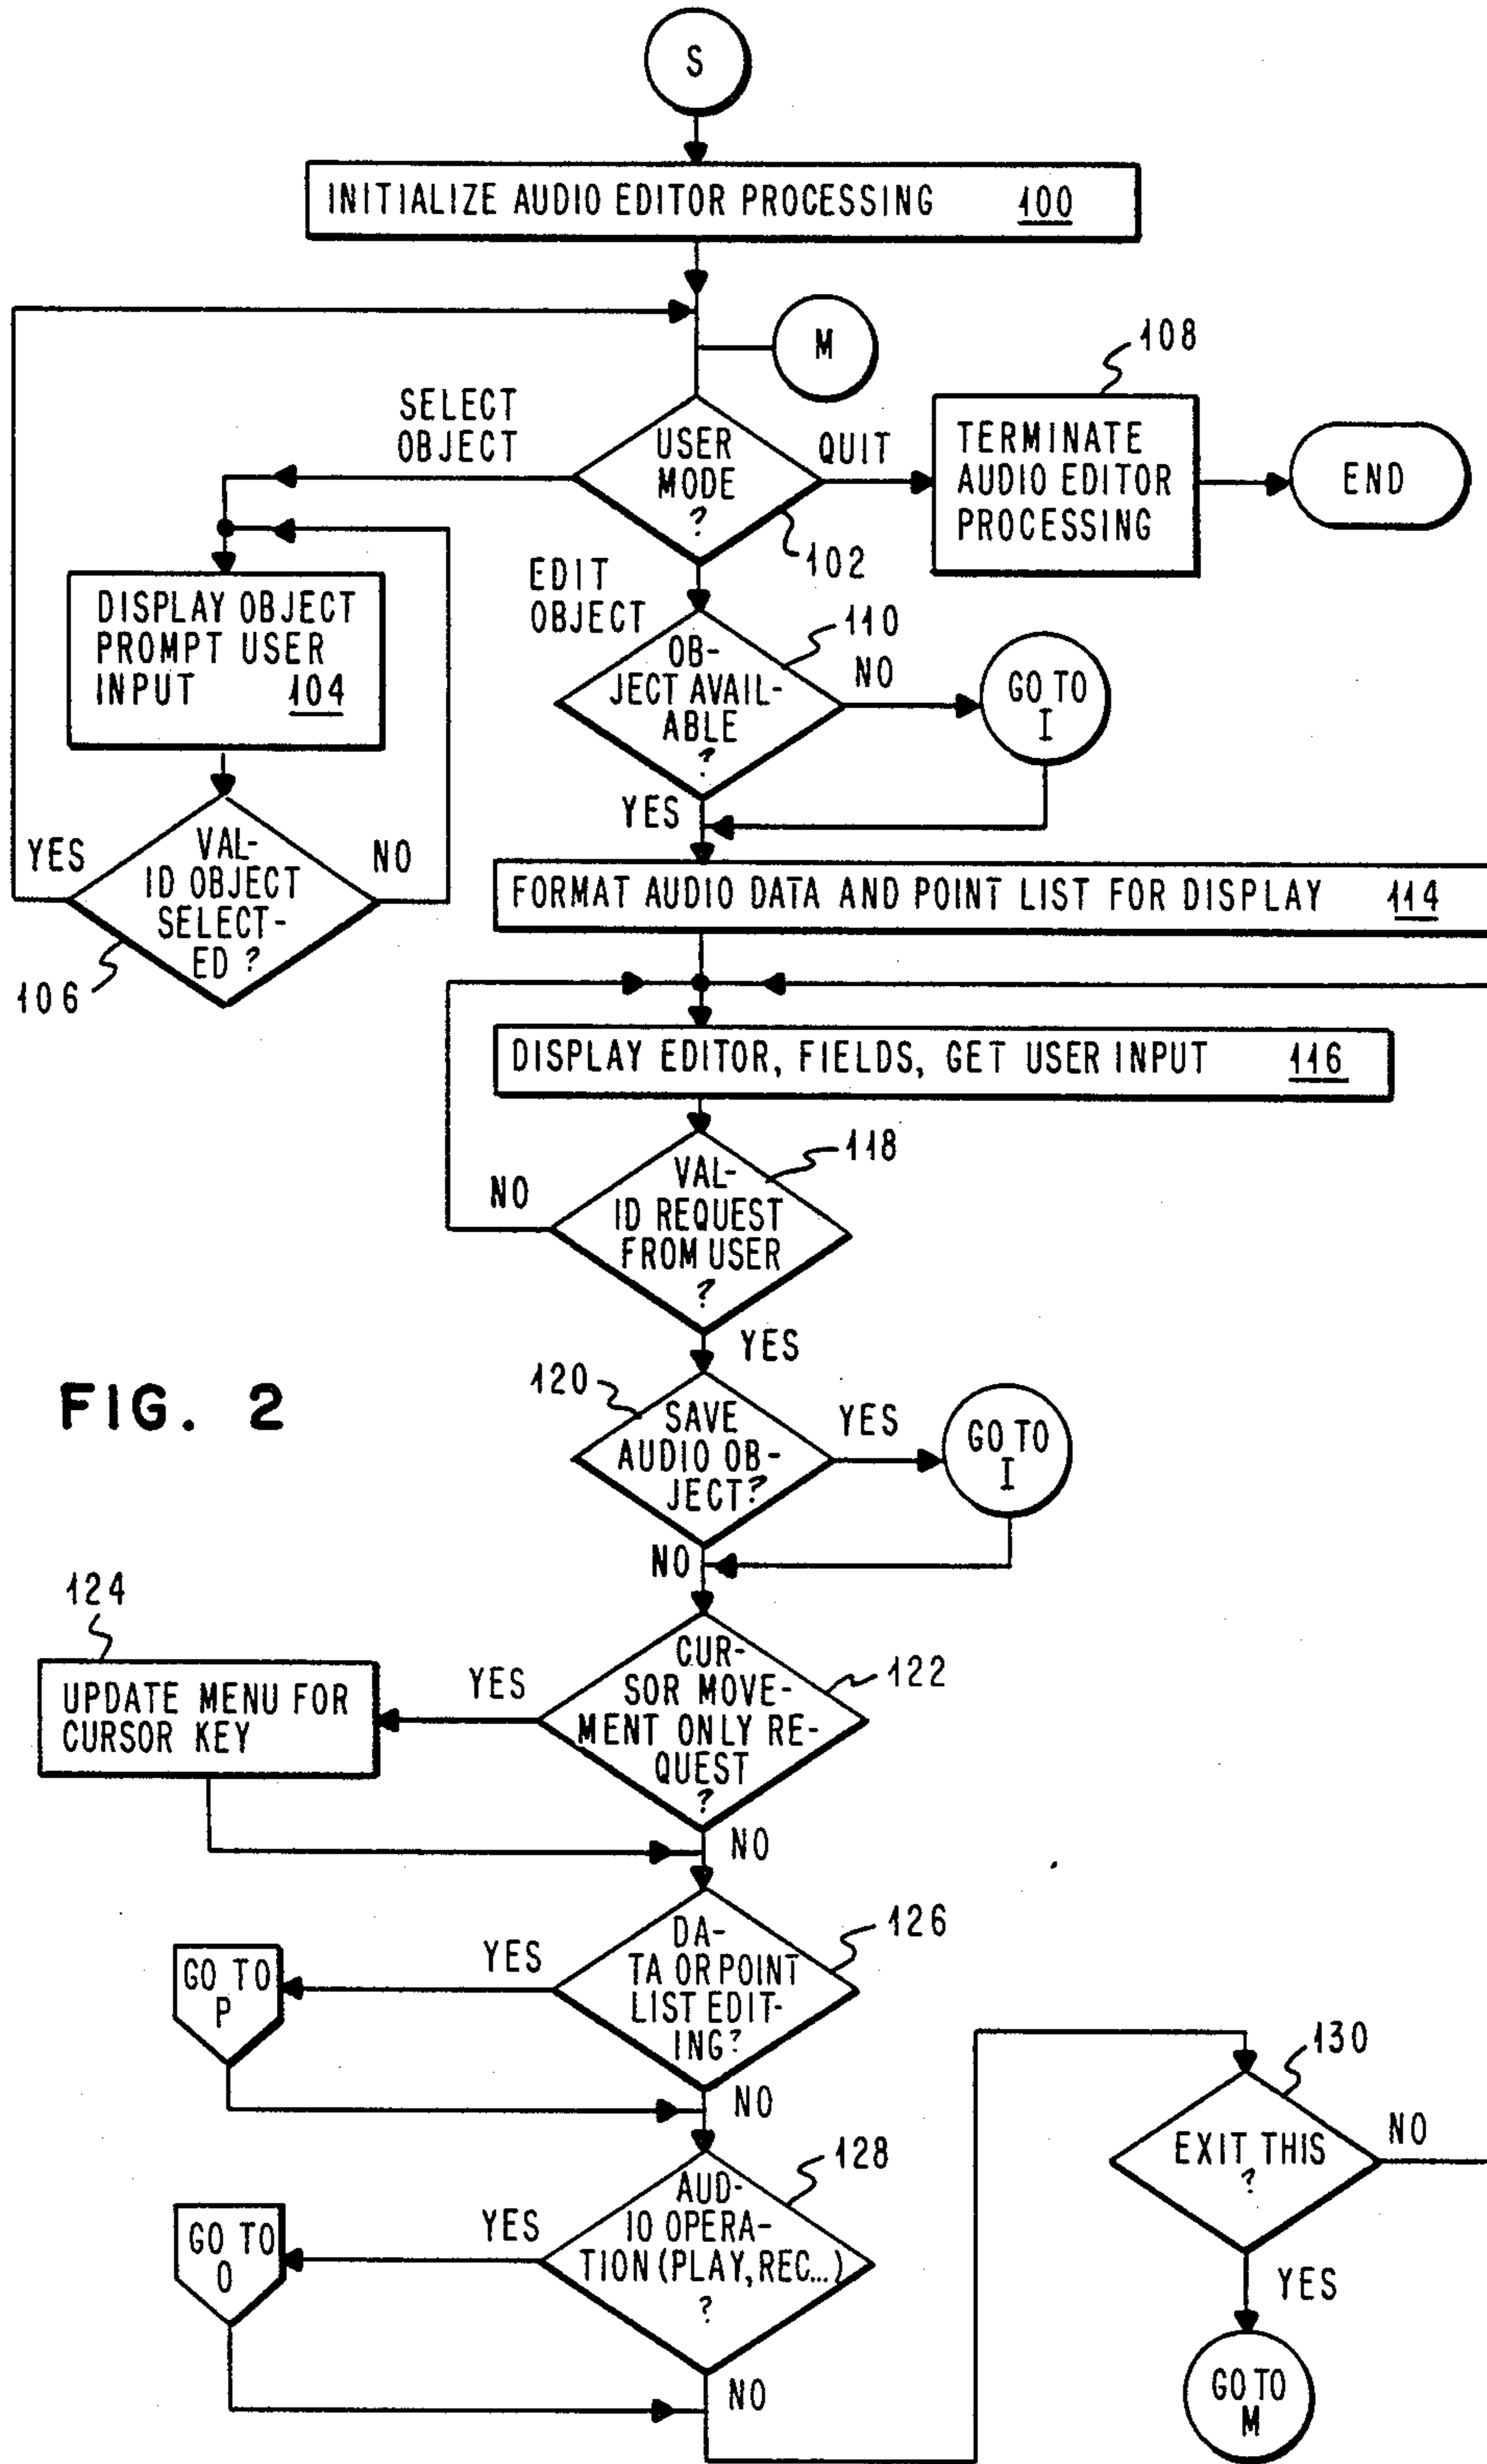 S
INITIALIZE AUDIO EDITOR PROCESSING 100
M
108
SELECT
OBJECT
USER
MODE
?
QUIT
TERMINATE
AUDIO EDITOR
PROCESSING
END
102
EDIT
OBJECT
DISPLAY OBJECT
PROMPT USER
INPUT 104
110
OB-
JECT AVAIL-
ABLE
?
NO
GO TO
I
YES
YES
VAL-
ID OBJECT
SELECT-
ED ?
NO
106
FORMAT AUDIO DATA AND POINT LIST FOR DISPLAY 114
DISPLAY EDITOR, FIELDS, GET USER INPUT 116
118
NO
VAL-
ID REQUEST
FROM USER
?
YES
FIG. 2
120
SAVE
AUDIO OB-
JECT?
YES
GO TO
I
NO
124
UPDATE MENU FOR
CURSOR KEY
YES
CUR-
SOR MOVE-
MENT ONLY RE-
QUEST
?
122
NO
126
GO TO
P
YES
DA-
TA OR POINT
LIST EDIT-
ING?
NO
128
GO TO
O
YES
AUD-
IO OPERA-
TION (PLAY, REC...)
?
NO
130
EXIT THIS
?
NO
YES
GO TO
M